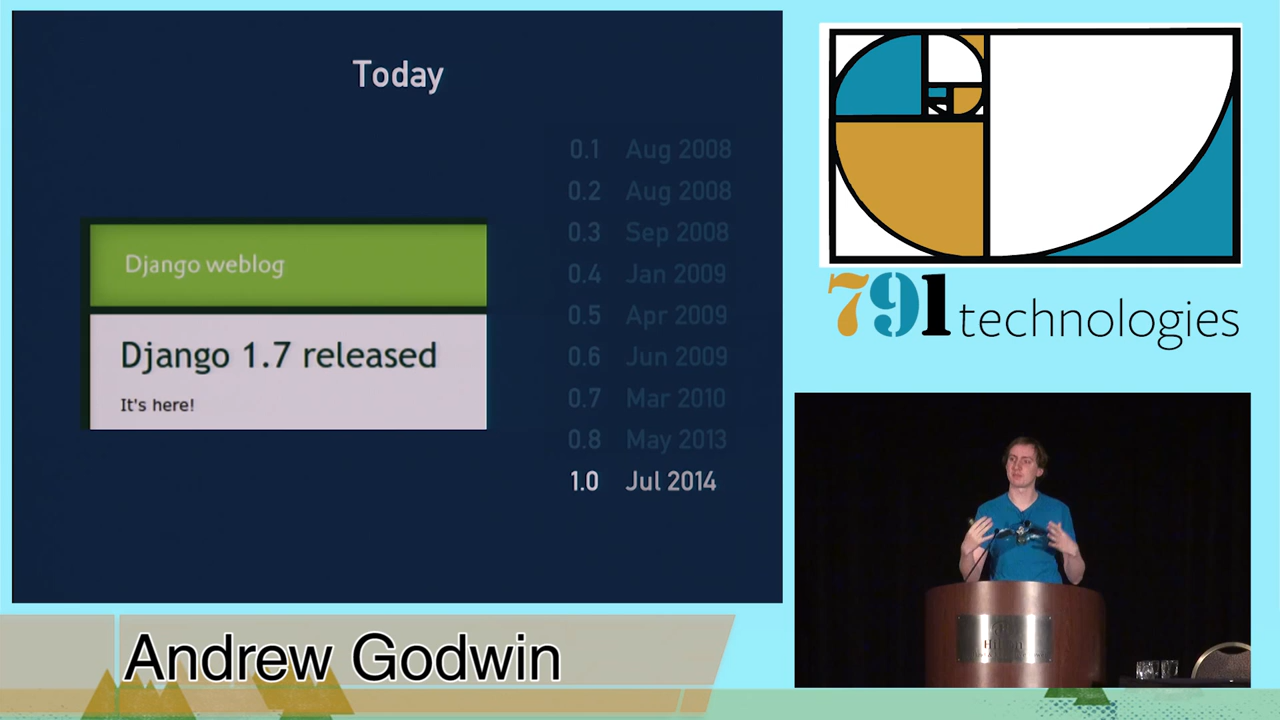 Today
0.1 Aug 2008
0.2 Aug 2008
0.3 Sep 2008
0.4 Jan 2009
0.5 Apr 2009
0.6 Jun 2009
0.7 Mar 2010
0.8 May 2013
1.0 Jul 2014
Django weblog
Django 1.7 released
It's here!
791 technologies
Andrew Godwin